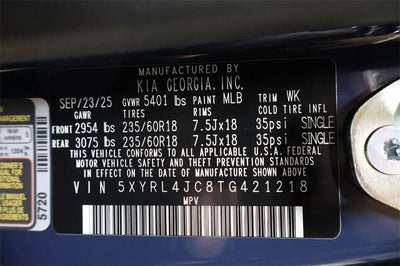 MANUFACTURED BY
KIA GEORGIA, INC.
SEP/23/25 GVWR 5401 lbs PAINT MLB TRIM WK
GAWR TIRES RIMS COLD TIRE INFL
FRONT 2954 lbs 235/60R18 7.5Jx18 35psi SINGLE
REAR 3075 lbs 235/60R18 7.5Jx18 35psi SINGLE
THIS VEHICLE CONFORMS TO ALL APPLICABLE U.S.A. FEDERAL
MOTOR VEHICLE SAFETY AND THEFT PREVENTION STANDARDS
IN EFFECT ON THE DATE OF MANUFACTURE SHOWN ABOVE.
VIN 5XYRL4JC8TG421218
MPV
5720